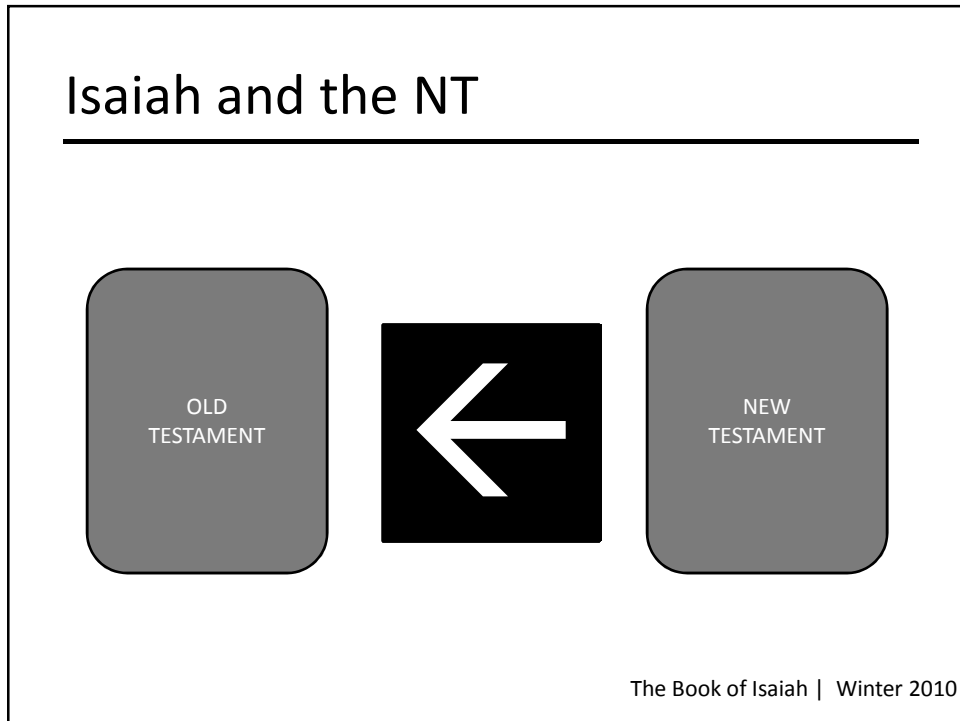 Isaiah and the NT
OLD
TESTAMENT
NEW
TESTAMENT
The Book of Isaiah | Winter 2010